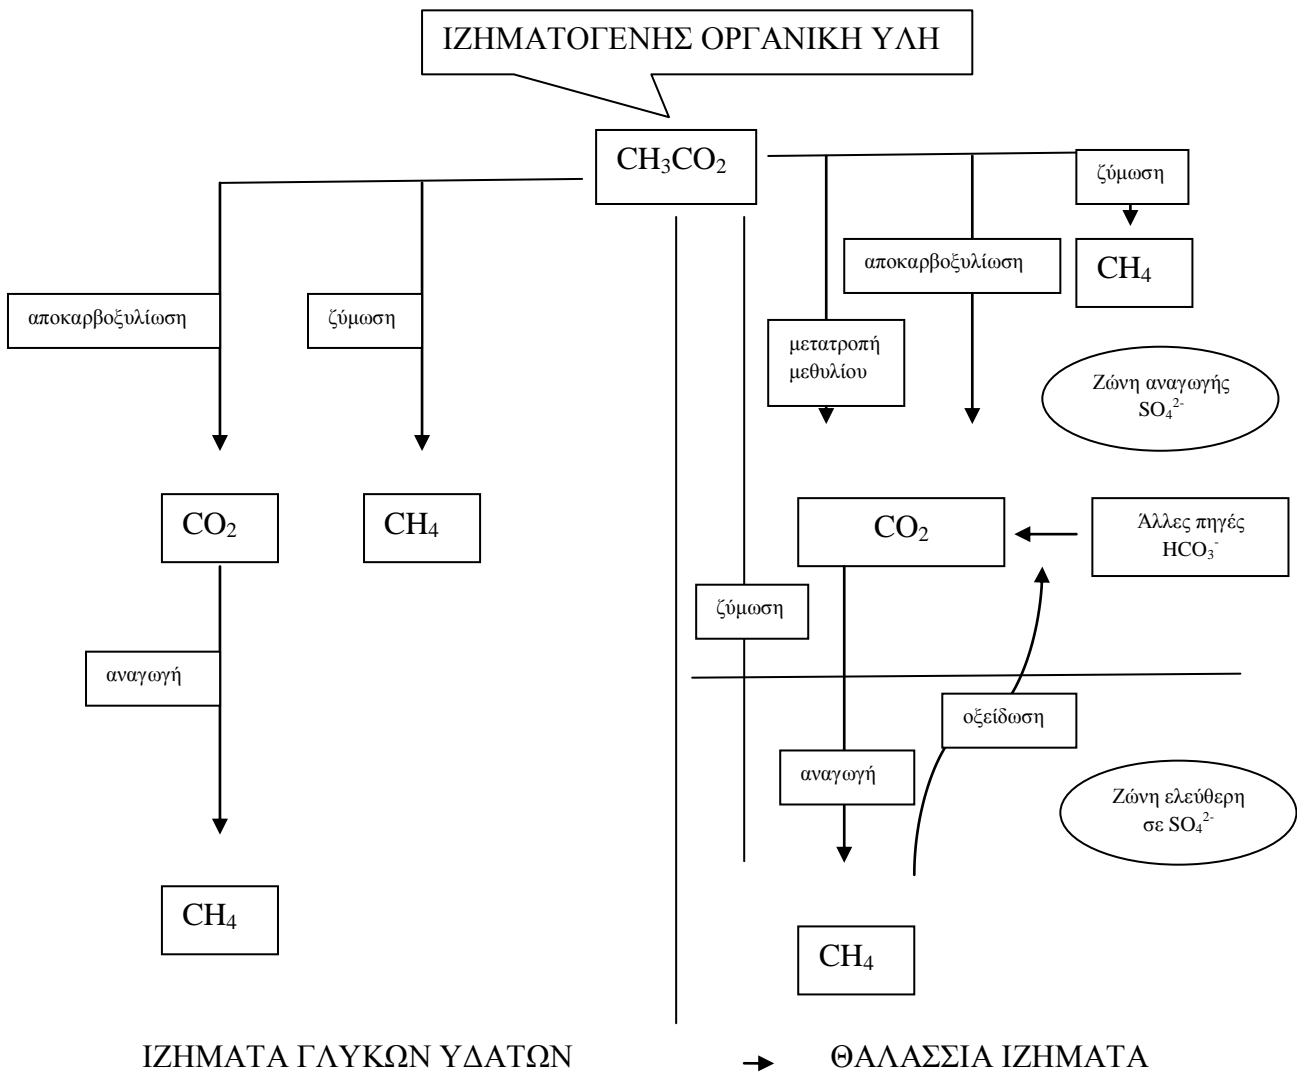 ΙΖΗΜΑΤΟΓΕΝΗΣ ΟΡΓΑΝΙΚΗ ΥΛΗ
CH₃CO₂
ζύμωση
αποκαρβοξυλίωση
CH₄
αποκαρβοξυλίωση
ζύμωση
μετατροπή
μεθυλίου
Ζώνη αναγωγής
SO₄²⁻
CO₂
CH₄
CO₂
Άλλες πηγές
HCO₃⁻
ζύμωση
αναγωγή
οξείδωση
αναγωγή
Ζώνη ελεύθερη
σε SO₄²⁻
CH₄
CH₄
ΙΖΗΜΑΤΑ ΓΛΥΚΩΝ ΥΔΑΤΩΝ
ΘΑΛΑΣΣΙΑ ΙΖΗΜΑΤΑ